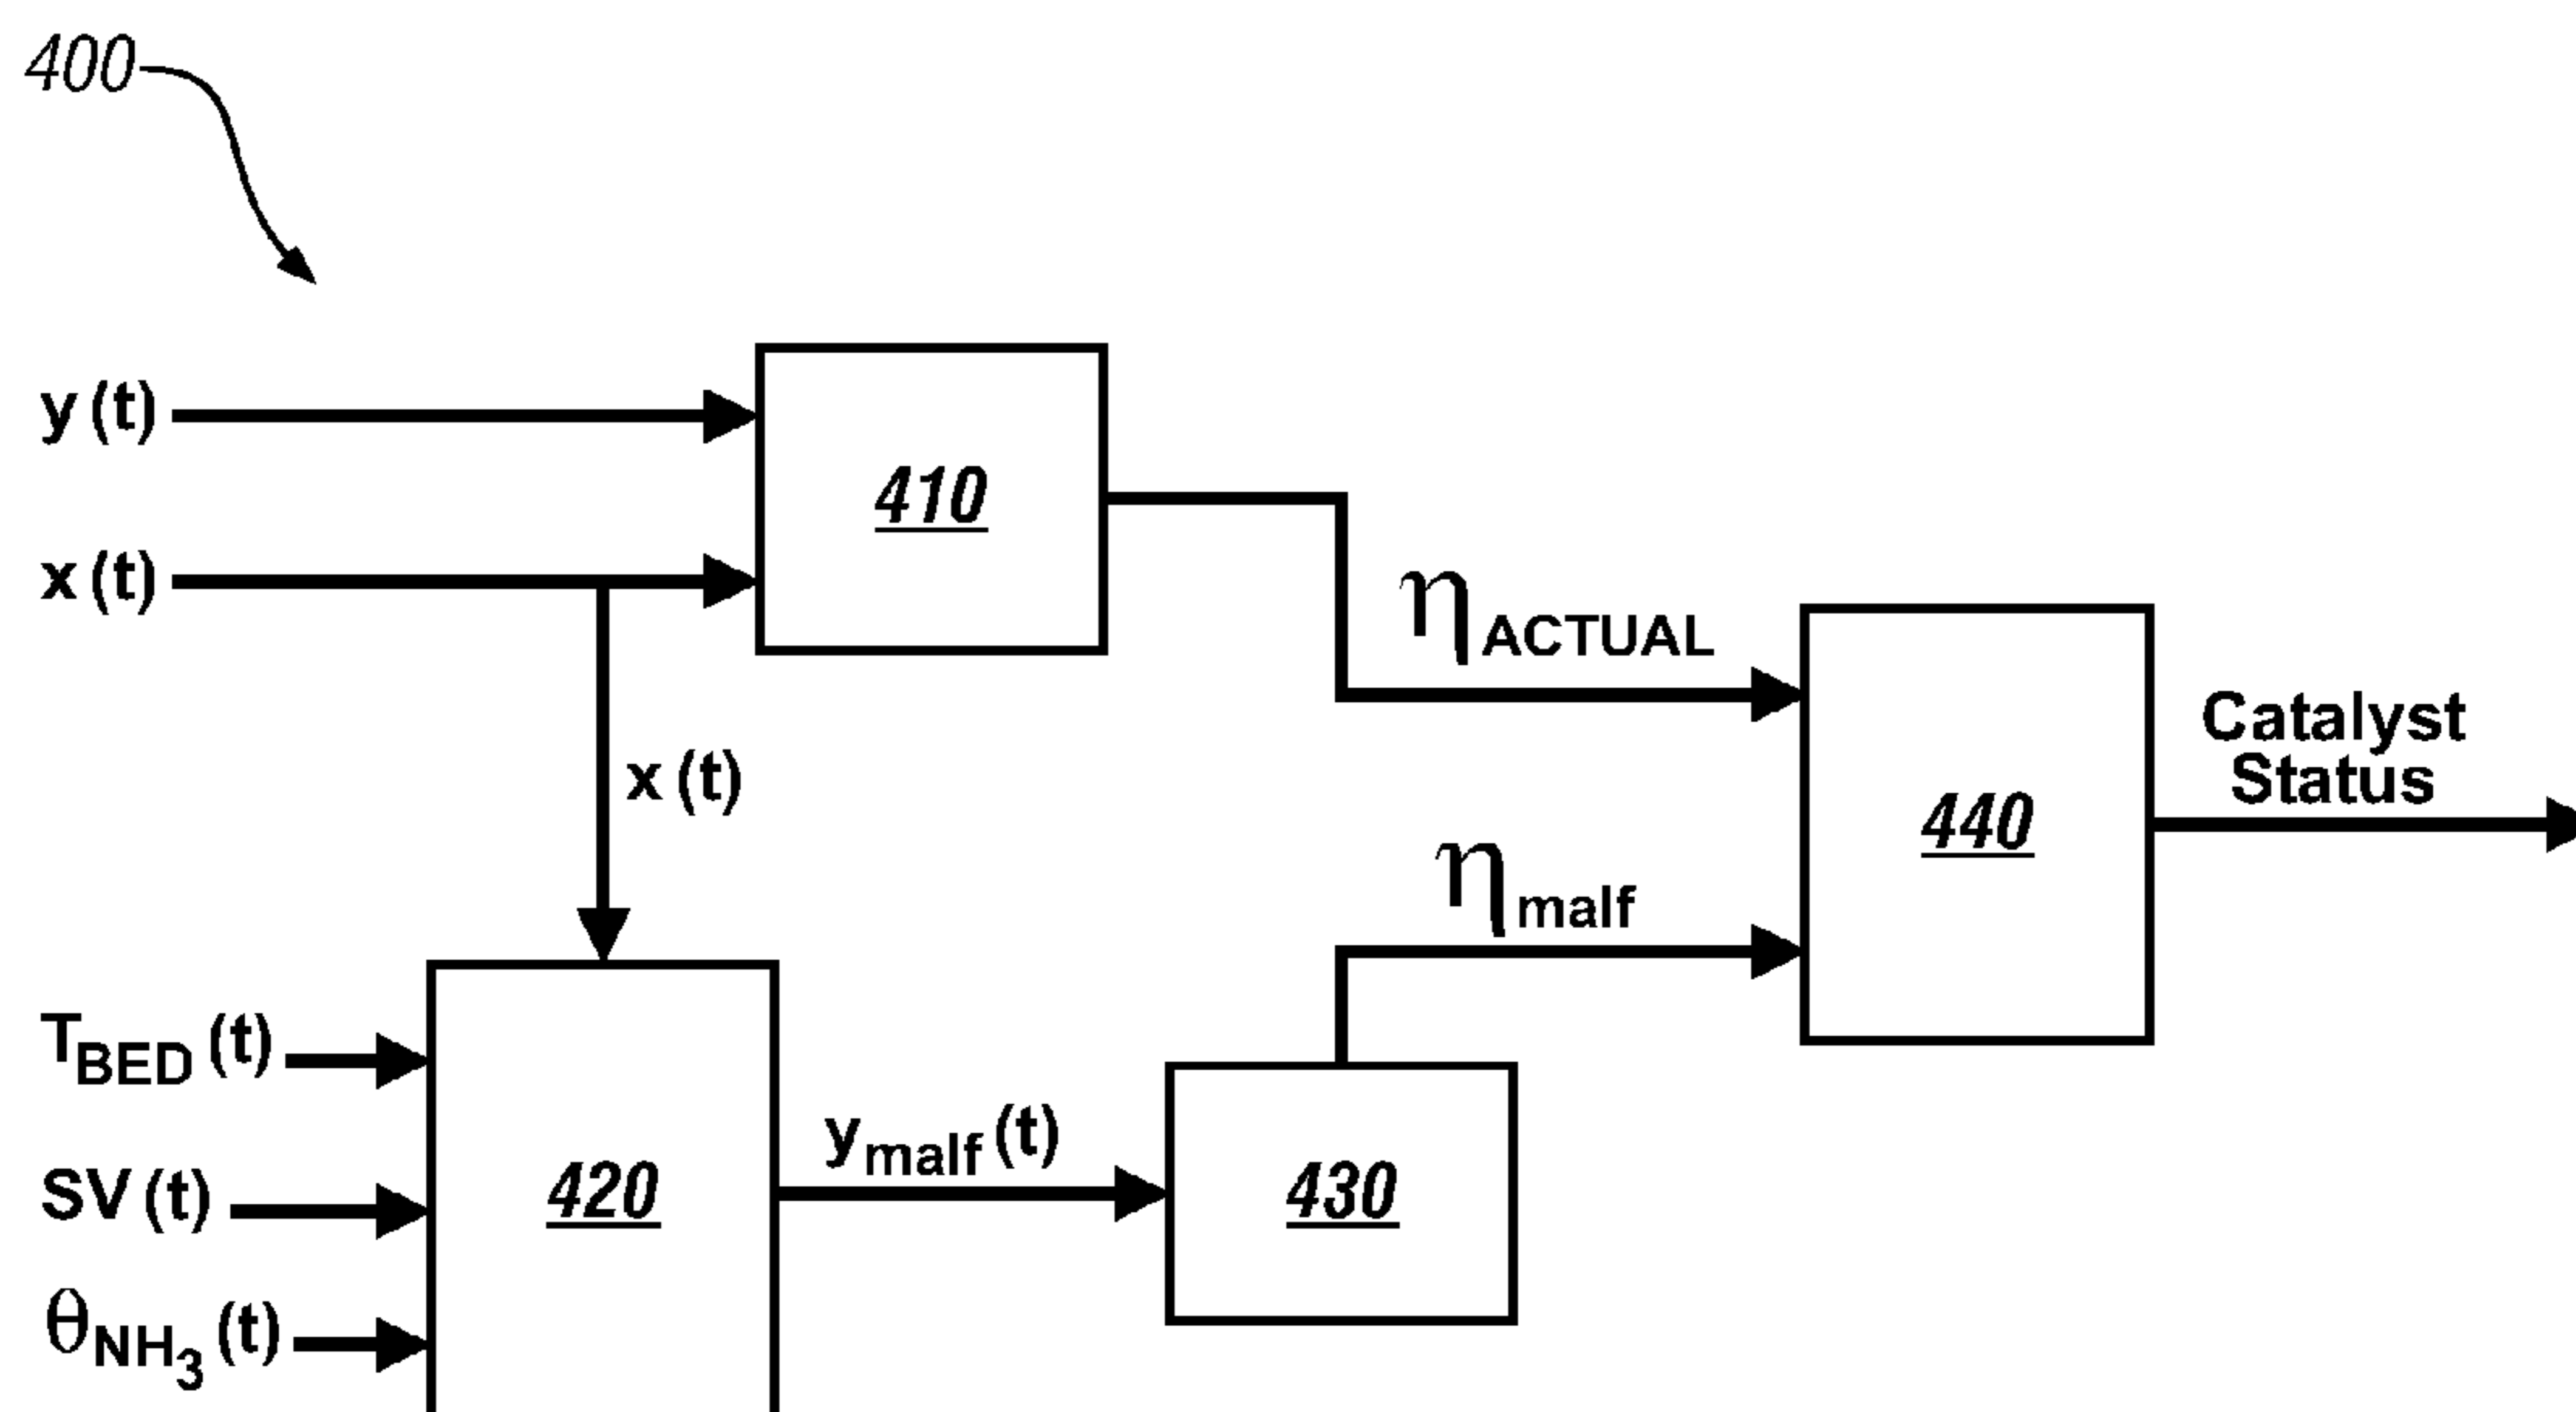 400
y(t)
410
x(t)
ηACTUAL
x(t)
Catalyst
Status
440
ηmalf
TBED(t)
ymalf(t)
SV(t)
420
430
θNH3(t)